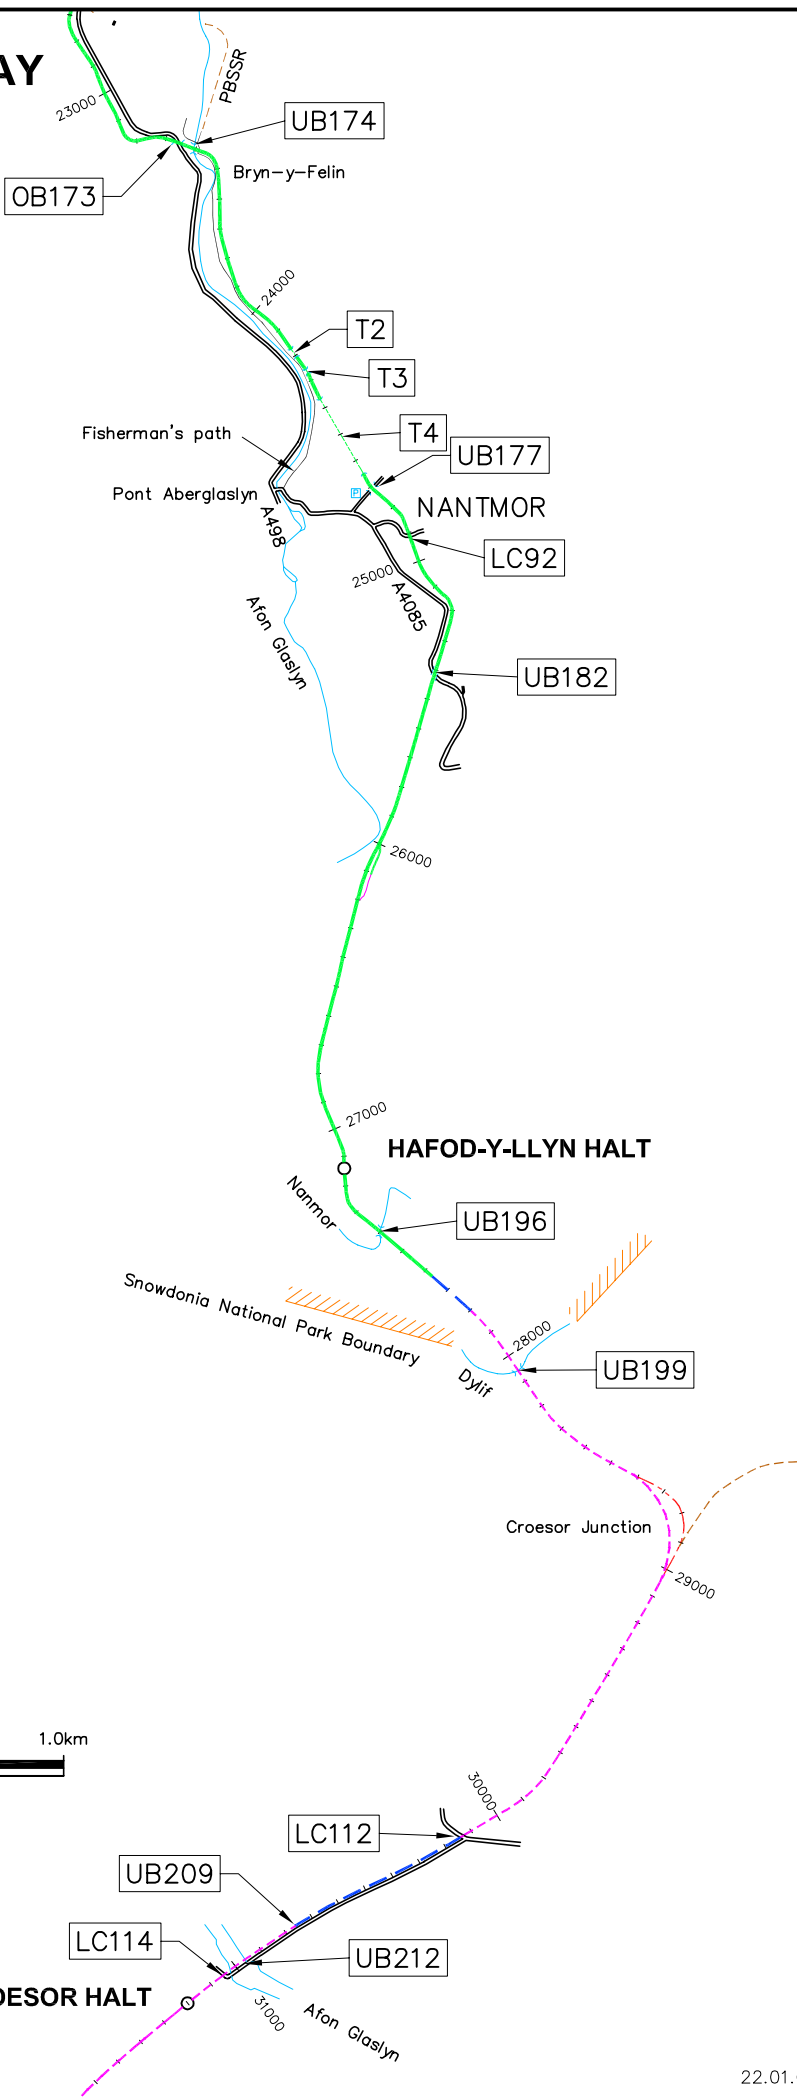 AY
PBSSR
23000
UB174
Bryn-y-Felin
OB173
24000
T2
T3
Fisherman's path
T4
UB177
Pont Aberglaslyn
P
NANTMOR
A498
LC92
25000
A4085
Afon Glaslyn
UB182
26000
27000
HAFOD-Y-LLYN HALT
Nanmor
UB196
Snowdonia National Park Boundary
28000
UB199
Dylif
Croesor Junction
29000
1.0km
30000
LC112
UB209
LC114
UB212
OESOR HALT
31000
Afon Glaslyn
22.01.